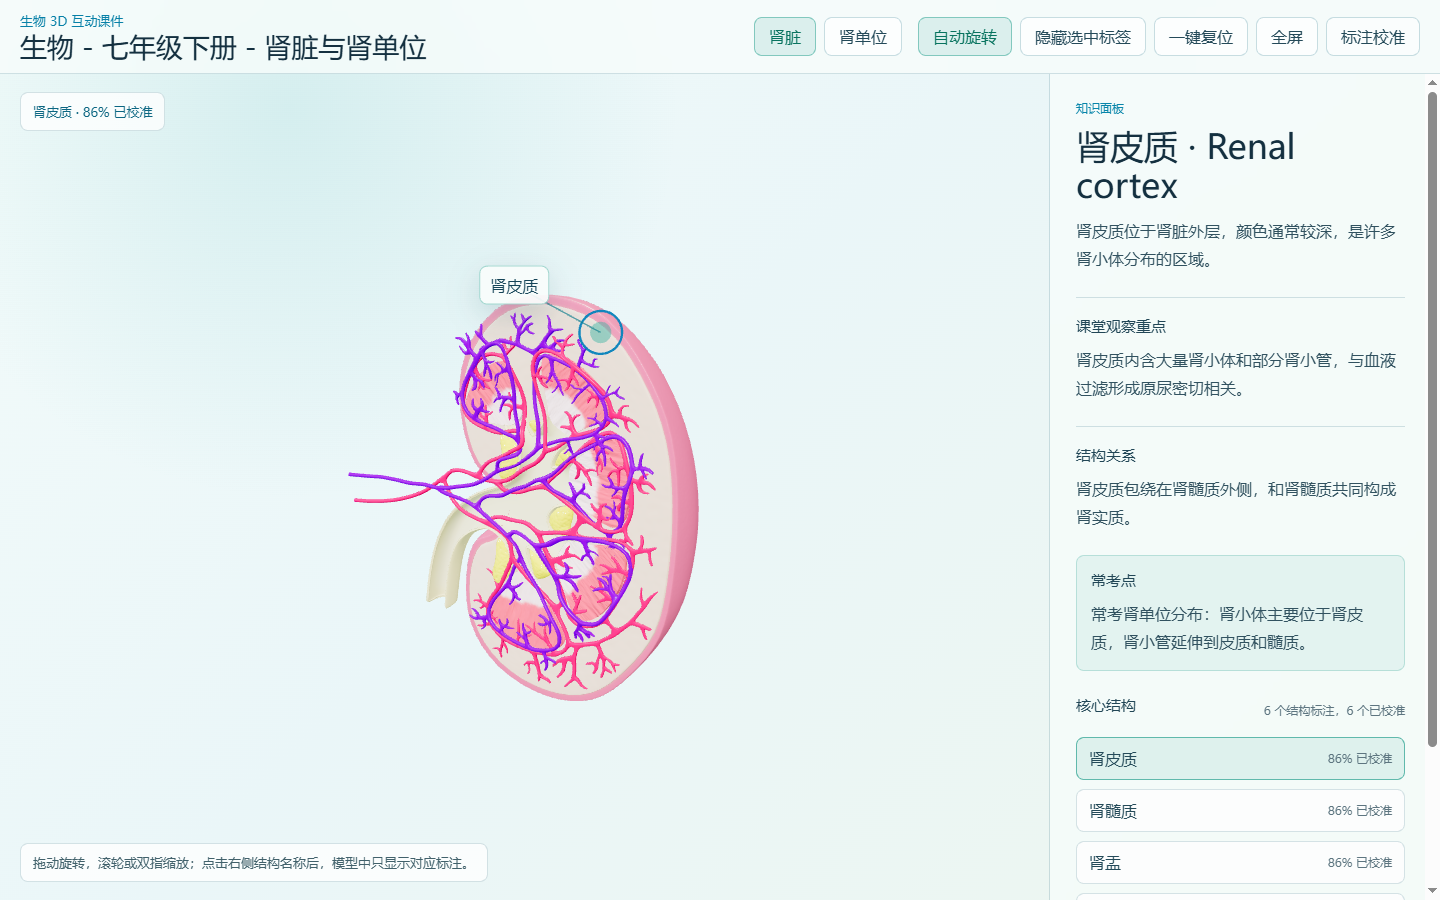 生物 3D 互动课件
生物 - 七年级下册 - 肾脏与肾单位
肾脏
肾单位
自动旋转
隐藏选中标签
一键复位
全屏
标注校准
肾皮质 · 86% 已校准
肾皮质
拖动旋转，滚轮或双指缩放；点击右侧结构名称后，模型中只显示对应标注。
知识面板
肾皮质 · Renal
cortex
肾皮质位于肾脏外层，颜色通常较深，是许多
肾小体分布的区域。
课堂观察重点
肾皮质内含大量肾小体和部分肾小管，与血液
过滤形成原尿密切相关。
结构关系
肾皮质包绕在肾髓质外侧，和肾髓质共同构成
肾实质。
常考点
常考肾单位分布：肾小体主要位于肾皮
质，肾小管延伸到皮质和髓质。
核心结构
6 个结构标注，6 个已校准
肾皮质
86% 已校准
肾髓质
86% 已校准
肾盂
86% 已校准